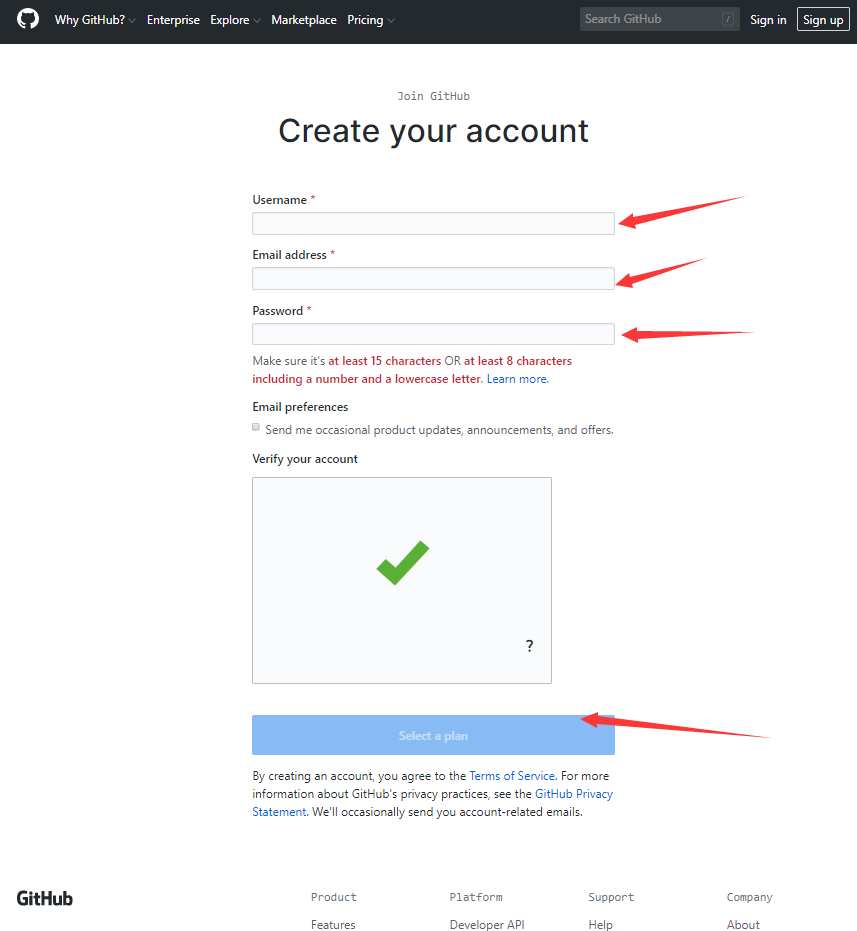 Why GitHub? Enterprise Explore Marketplace Pricing Search GitHub / Sign in Sign up
Join GitHub
Create your account
Username *
Email address *
Password *
Make sure it's at least 15 characters OR at least 8 characters
including a number and a lowercase letter. Learn more.
Email preferences
Send me occasional product updates, announcements, and offers.
Verify your account
?
Select a plan
By creating an account, you agree to the Terms of Service. For more
information about GitHub's privacy practices, see the GitHub Privacy
Statement. We'll occasionally send you account-related emails.
GitHub Product Platform Support Company
Features Developer API Help About